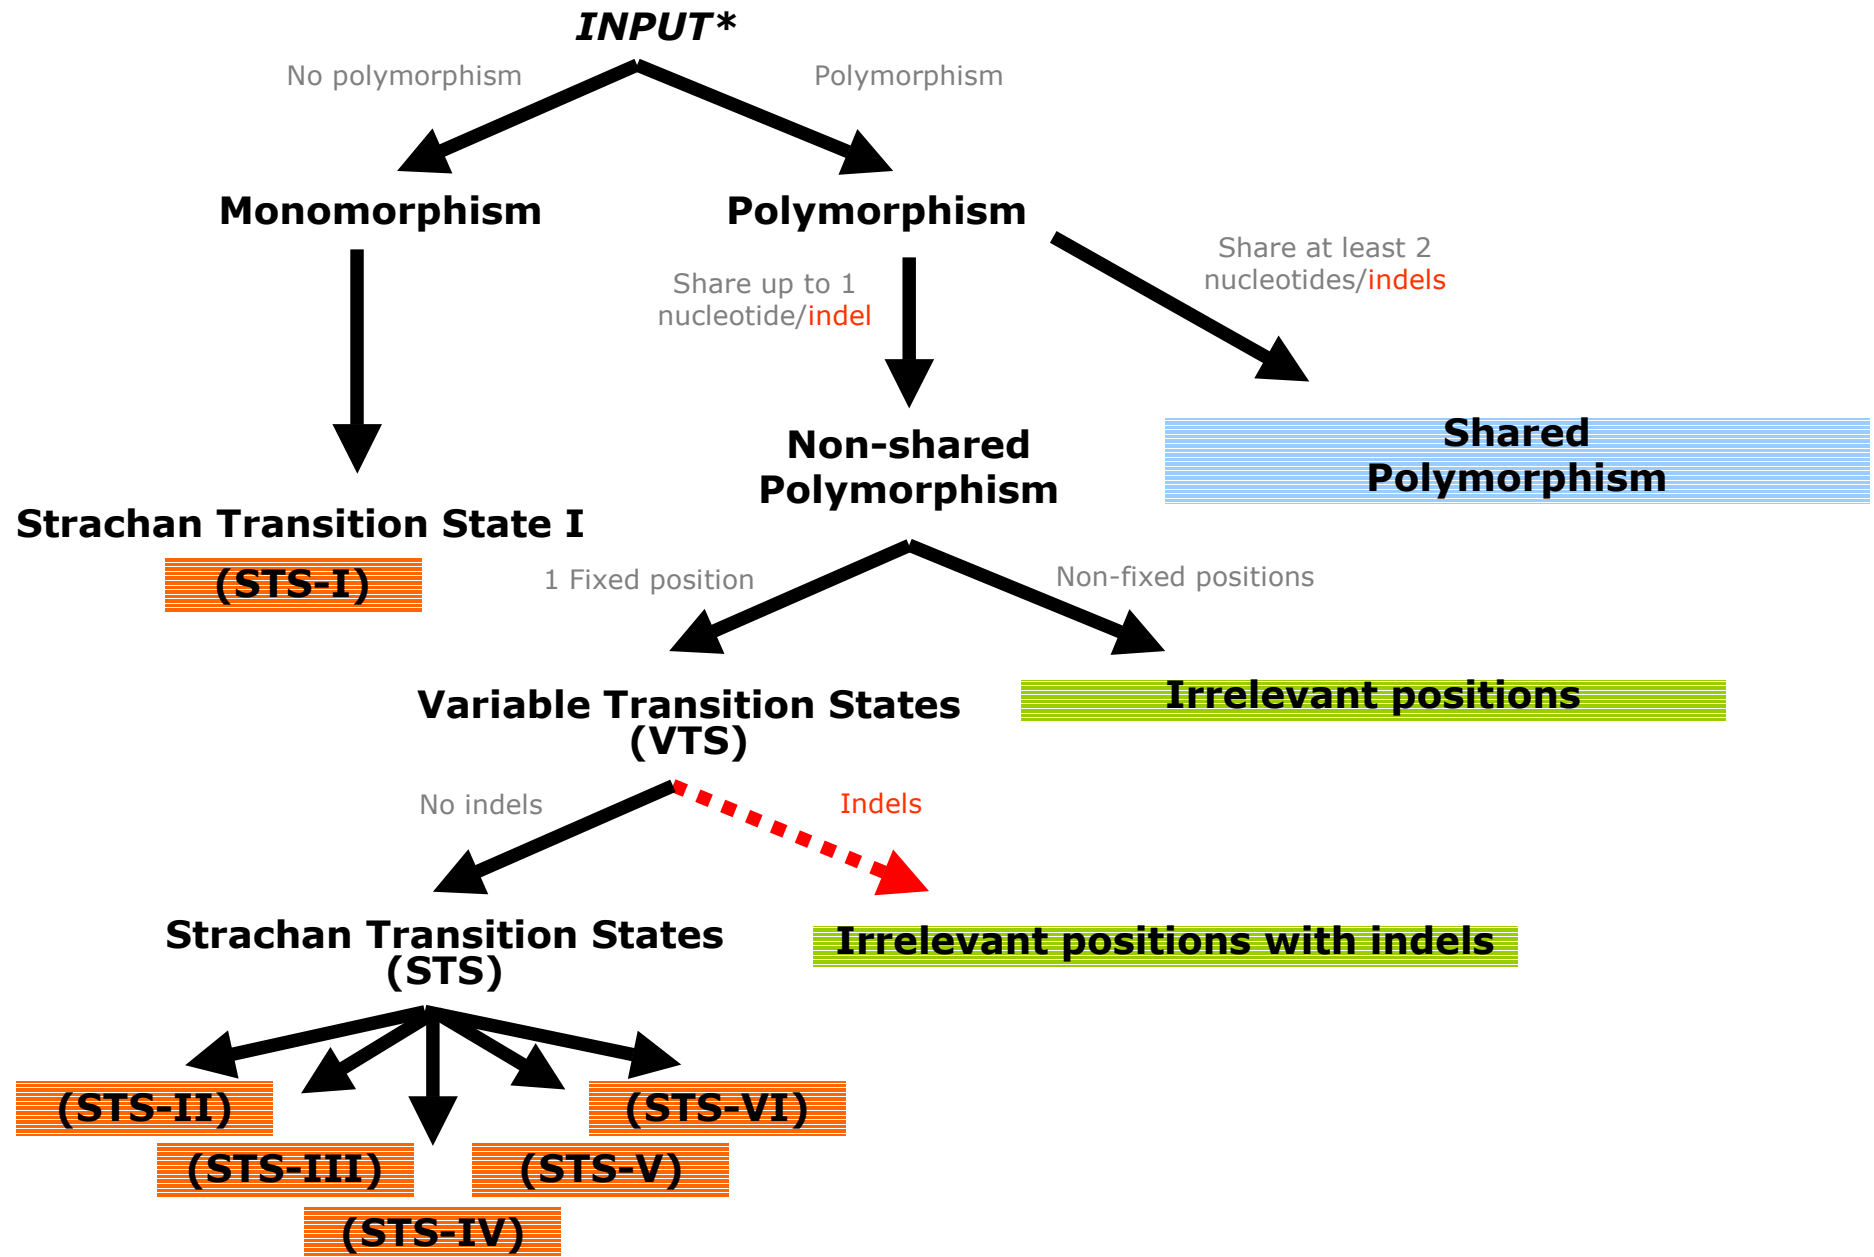 INPUT*
No polymorphism
Polymorphism
Monomorphism
Polymorphism
Share up to 1
nucleotide/indel
Share at least 2
nucleotides/indels
Non-shared
Polymorphism
Shared
Polymorphism
Strachan Transition State I
(STS-I)
1 Fixed position
Non-fixed positions
Variable Transition States
(VTS)
Irrelevant positions
No indels
Indels
Strachan Transition States
(STS)
Irrelevant positions with indels
(STS-II)
(STS-VI)
(STS-III)
(STS-V)
(STS-IV)